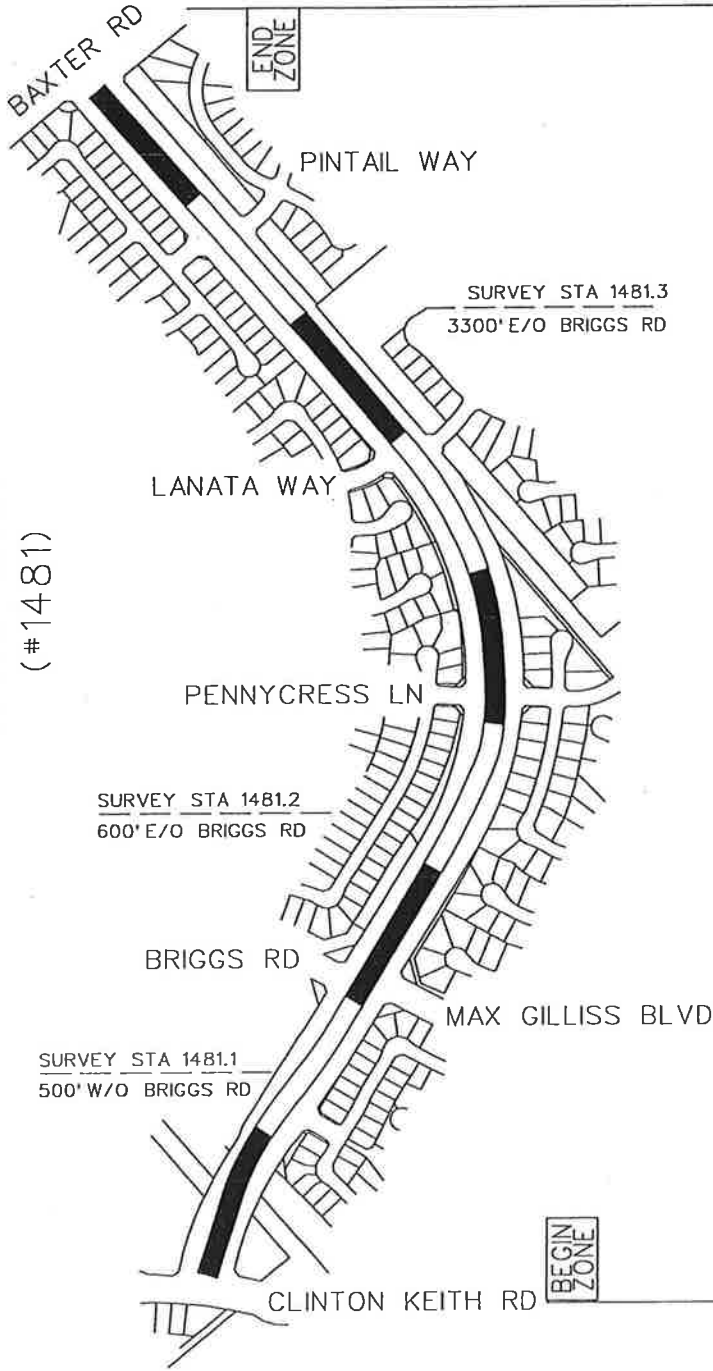 END
ZONE
BAXTER RD
PINTAIL WAY
SURVEY STA 1481.3
3300' E/O BRIGGS RD
LANATA WAY
(#1481)
PENNYCRESS LN
SURVEY STA 1481.2
600' E/O BRIGGS RD
BRIGGS RD
MAX GILLISS BLVD
SURVEY STA 1481.1
500' W/O BRIGGS RD
BEGIN
ZONE
CLINTON KEITH RD